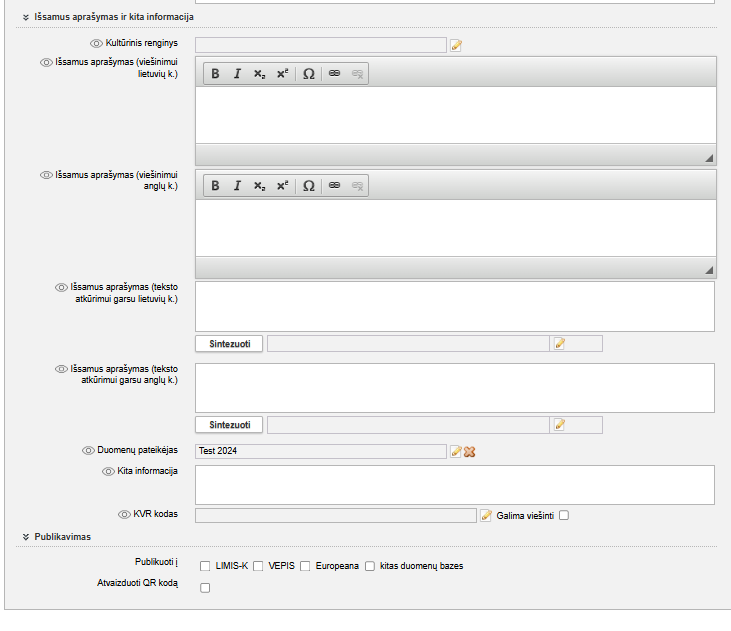 Išsamus aprašymas ir kita informacija
Kultūrinis renginys
Išsamus aprašymas (viešinimui
lietuvių k.)
B I x₂ x² Ω
Išsamus aprašymas (viešinimui
anglų k.)
B I x₂ x² Ω
Išsamus aprašymas (teksto
atkūrimui garsu lietuvių k.)
Sintezuoti
Išsamus aprašymas (teksto
atkūrimui garsu anglų k.)
Sintezuoti
Duomenų pateikėjas Test 2024
Kita informacija
KVR kodas Galima viešinti
Publikavimas
Publikuoti į LIMIS-K VEPIS Europeana kitas duomenų bazes
Atvaizduoti QR kodą